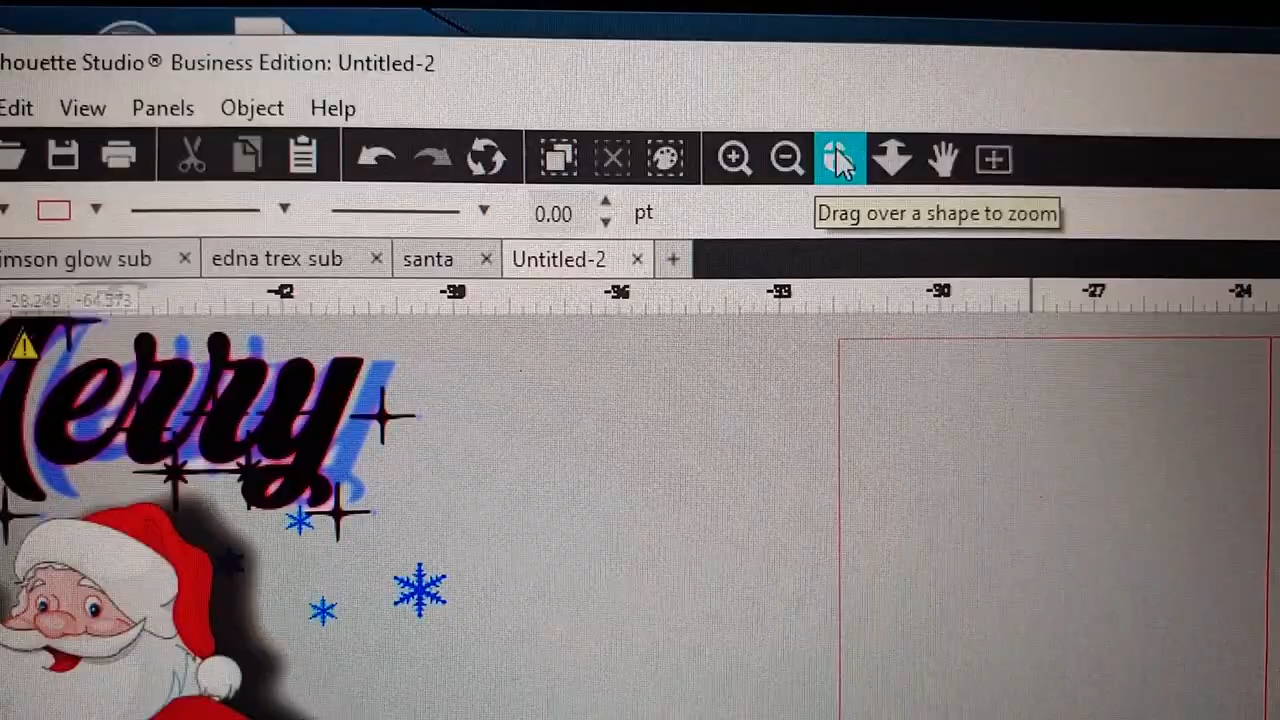 houette Studio® Business Edition: Untitled-2
Edit View Panels Object Help
0.00 pt
Drag over a shape to zoom
imson glow sub edna trex sub santa Untitled-2
-42 -39 -36 -33 -30 -27 -24
Merry